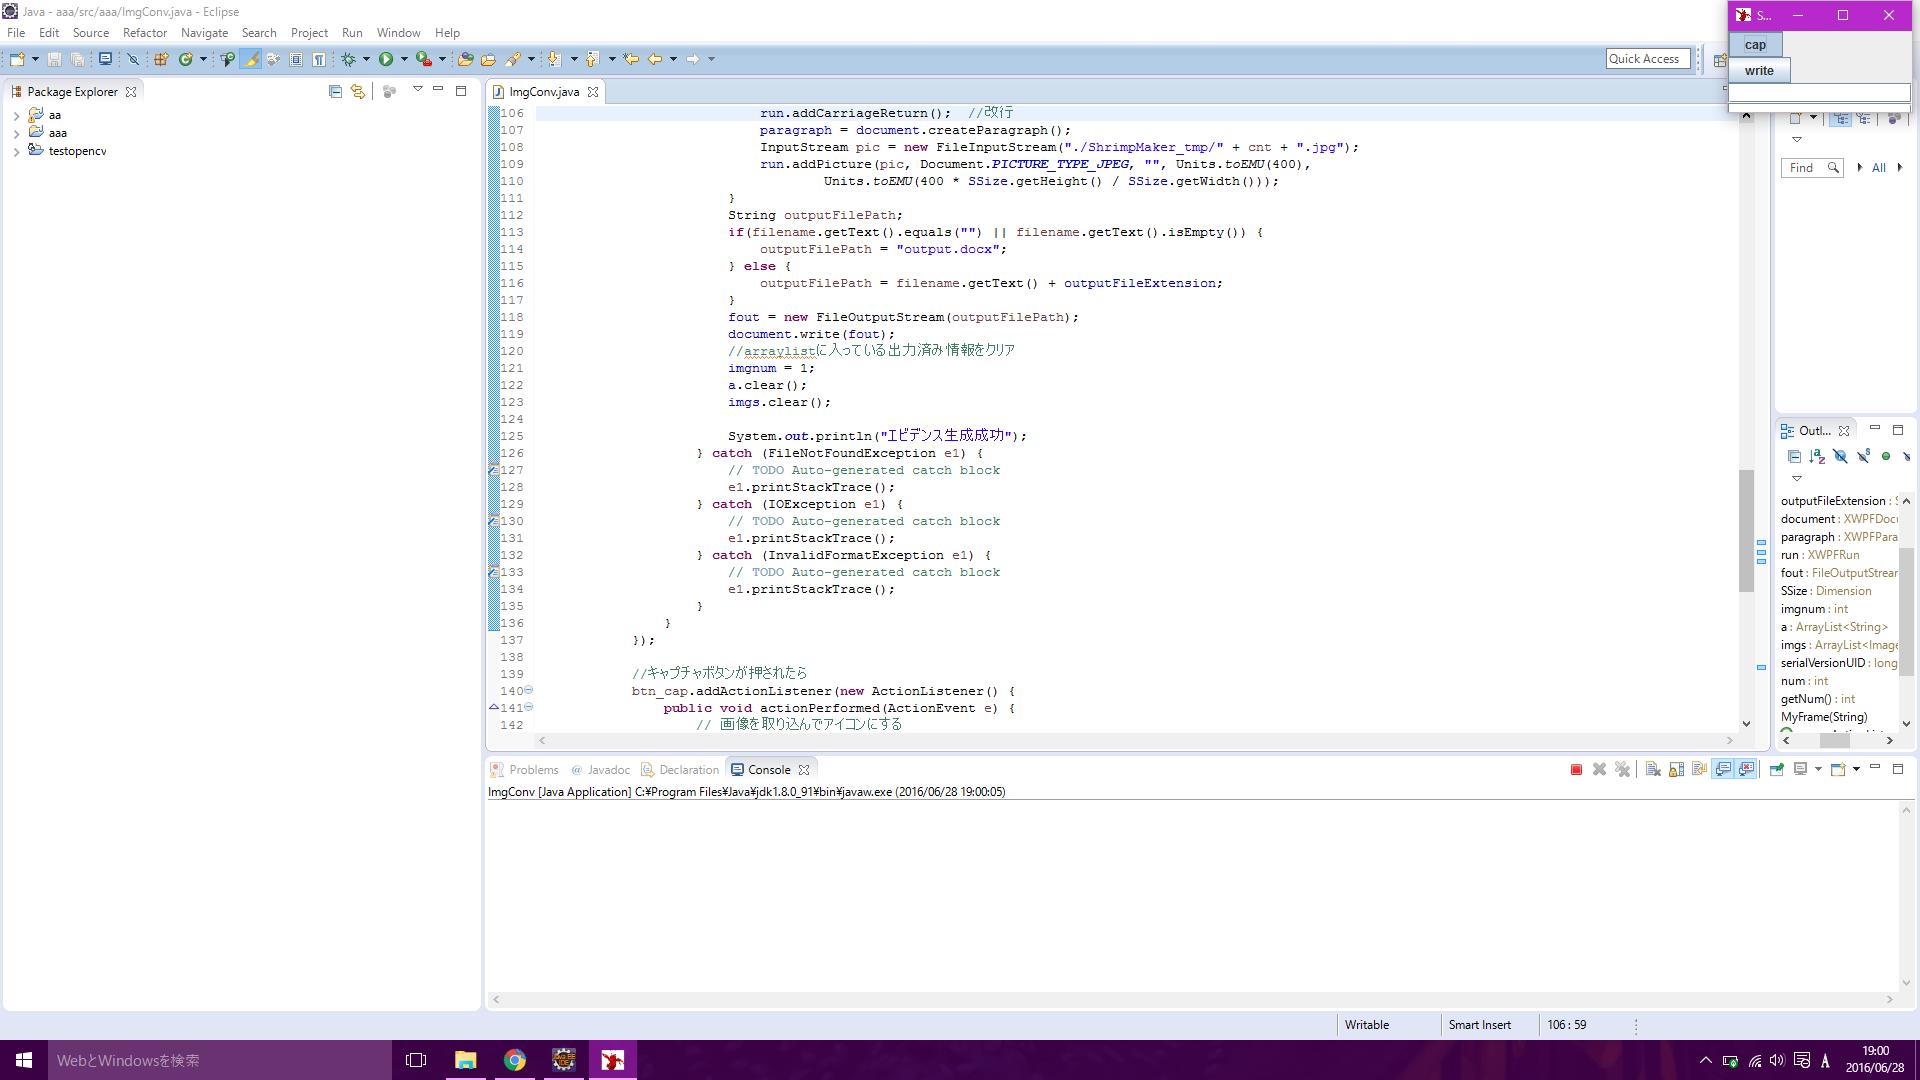 Java - aaa/src/aaa/ImgConv.java - Eclipse
File Edit Source Refactor Navigate Search Project Run Window Help
Quick Access
S...
cap
write
Package Explorer
aa
aaa
testopencv
ImgConv.java
106 run.addCarriageReturn();  //改行
107 paragraph = document.createParagraph();
108 InputStream pic = new FileInputStream("./ShrimpMaker_tmp/" + cnt + ".jpg");
109 run.addPicture(pic, Document.PICTURE_TYPE_JPEG, "", Units.toEMU(400),
110 Units.toEMU(400 * SSize.getHeight() / SSize.getWidth()));
111 }
112 String outputFilePath;
113 if(filename.getText().equals("") || filename.getText().isEmpty()) {
114 outputFilePath = "output.docx";
115 } else {
116 outputFilePath = filename.getText() + outputFileExtension;
117 }
118 fout = new FileOutputStream(outputFilePath);
119 document.write(fout);
120 //arraylistに入っている出力済み情報をクリア
121 imgnum = 1;
122 a.clear();
123 imgs.clear();
124
125 System.out.println("エビデンス生成成功");
126 } catch (FileNotFoundException e1) {
127 // TODO Auto-generated catch block
128 e1.printStackTrace();
129 } catch (IOException e1) {
130 // TODO Auto-generated catch block
131 e1.printStackTrace();
132 } catch (InvalidFormatException e1) {
133 // TODO Auto-generated catch block
134 e1.printStackTrace();
135 }
136 }
137 });
138
139 //キャプチャボタンが押されたら
140 btn_cap.addActionListener(new ActionListener() {
141 public void actionPerformed(ActionEvent e) {
142 // 画像を取り込んでアイコンにする
Find All
Outl...
outputFileExtension : S
document : XWPFDocu
paragraph : XWPFPara
run : XWPFRun
fout : FileOutputStrear
SSize : Dimension
imgnum : int
a : ArrayList<String>
imgs : ArrayList<Image
serialVersionUID : long
num : int
getNum() : int
MyFrame(String)
Problems @ Javadoc Declaration Console
ImgConv [Java Application] C:¥Program Files¥Java¥jdk1.8.0_91¥bin¥javaw.exe (2016/06/28 19:00:05)
Writable Smart Insert 106 : 59
WebとWindowsを検索
A
19:00
2016/06/28